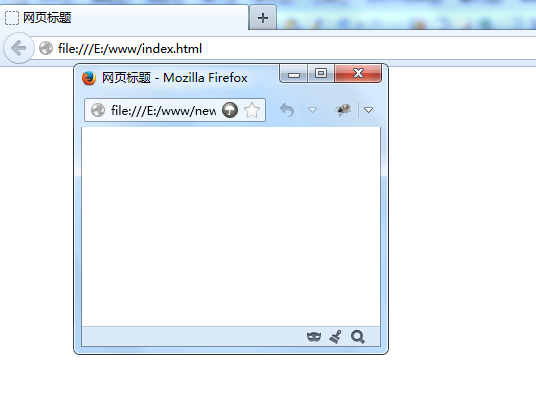 网页标题
file:///E:/www/index.html
网页标题 - Mozilla Firefox
file:///E:/www/new